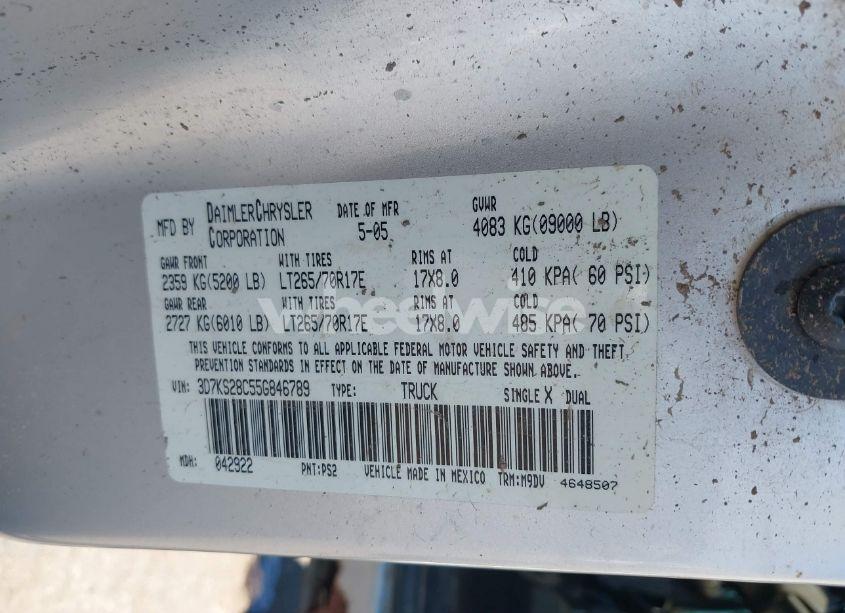 MFD BY DAIMLERCHRYSLER CORPORATION DATE OF MFR 5-05 GVWR 4083 KG(09000 LB)
GAWR FRONT WITH TIRES RIMS AT COLD
2359 KG(5200 LB) LT265/70R17E 17X8.0 410 KPA( 60 PSI)
GAWR REAR WITH TIRES RIMS AT COLD
2727 KG(6010 LB) LT265/70R17E 17X8.0 485 KPA( 70 PSI)
THIS VEHICLE CONFORMS TO ALL APPLICABLE FEDERAL MOTOR VEHICLE SAFETY AND THEFT
PREVENTION STANDARDS IN EFFECT ON THE DATE OF MANUFACTURE SHOWN ABOVE.
VIN: 3D7KS28C55G846789 TYPE: TRUCK SINGLE X DUAL
MDH: 042922 PNT:PS2 VEHICLE MADE IN MEXICO TRM:M9DV 4648507